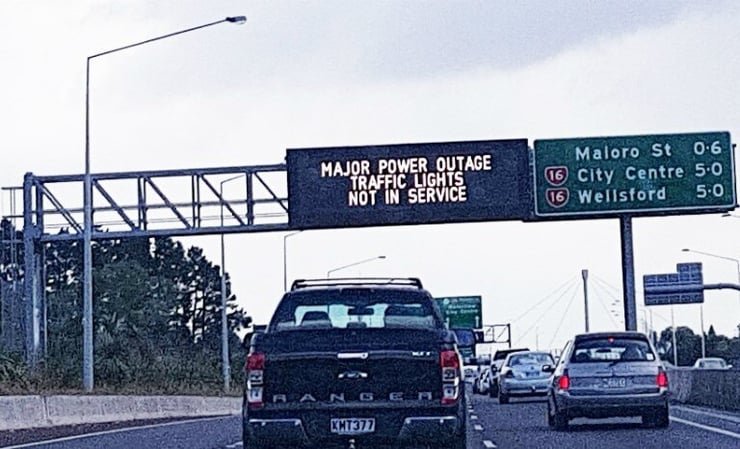 MAJOR POWER OUTAGE
TRAFFIC LIGHTS
NOT IN SERVICE
Maioro St 0·6
16 City Centre 5·0
16 Wellsford 5·0
RANGER
KMT377